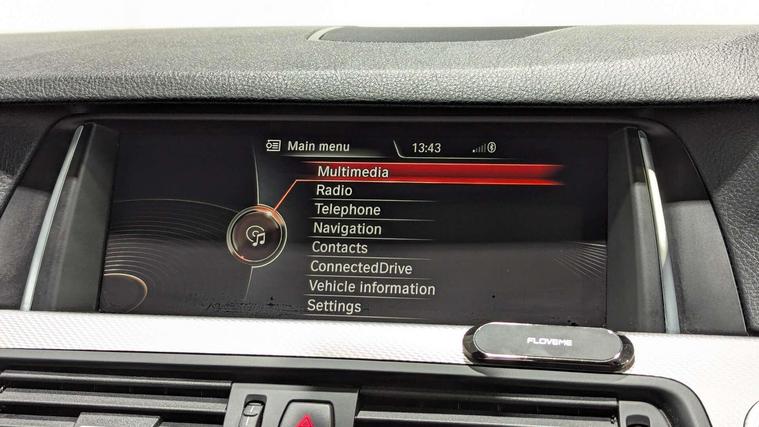 Main menu 13:43
Multimedia
Radio
Telephone
Navigation
Contacts
ConnectedDrive
Vehicle information
Settings
FLOVEME